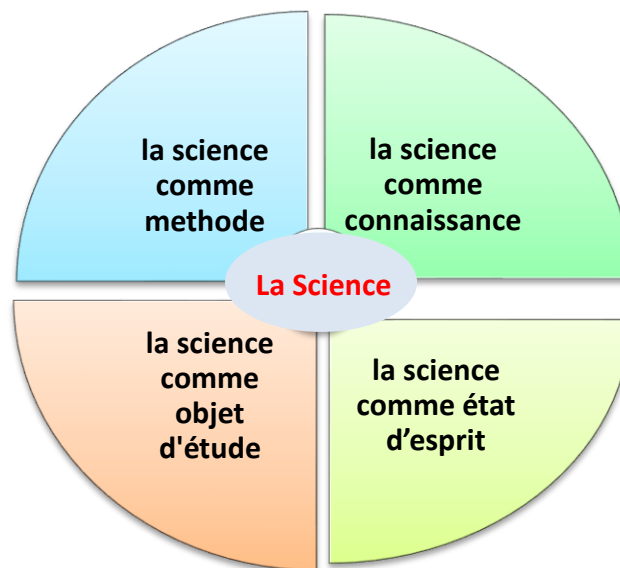 la science
comme
methode
la science
comme
connaissance
La Science
la science
comme
objet
d'étude
la science
comme état
d’esprit